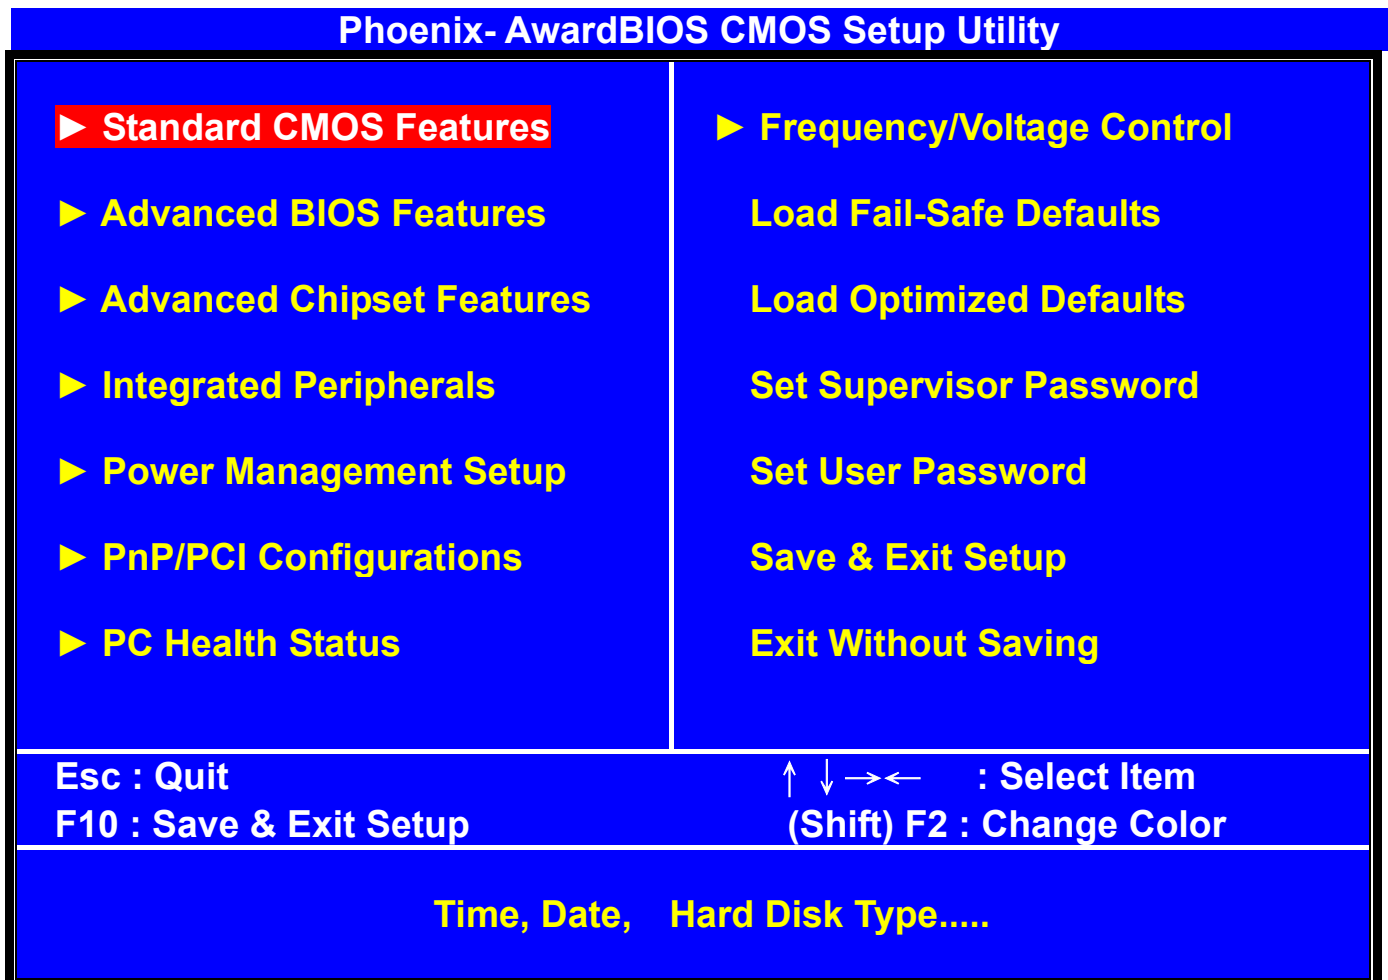 Phoenix- AwardBIOS CMOS Setup Utility
► Standard CMOS Features
► Advanced BIOS Features
► Advanced Chipset Features
► Integrated Peripherals
► Power Management Setup
► PnP/PCI Configurations
► PC Health Status
► Frequency/Voltage Control
Load Fail-Safe Defaults
Load Optimized Defaults
Set Supervisor Password
Set User Password
Save & Exit Setup
Exit Without Saving
Esc : Quit
↑ ↓→← : Select Item
F10 : Save & Exit Setup
(Shift) F2 : Change Color
Time, Date, Hard Disk Type.....